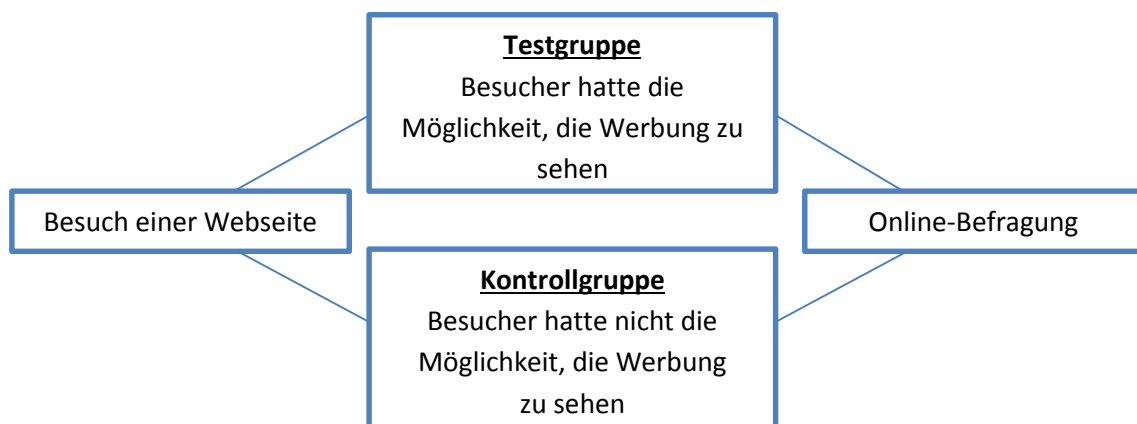 Testgruppe
Besucher hatte die
Möglichkeit, die Werbung zu
sehen
Besuch einer Webseite
Online-Befragung
Kontrollgruppe
Besucher hatte nicht die
Möglichkeit, die Werbung
zu sehen